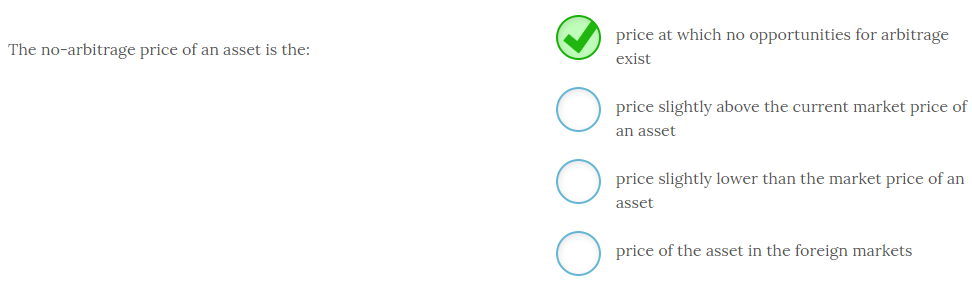 The no-arbitrage price of an asset is the:
price at which no opportunities for arbitrage
exist
price slightly above the current market price of
an asset
price slightly lower than the market price of an
asset
price of the asset in the foreign markets